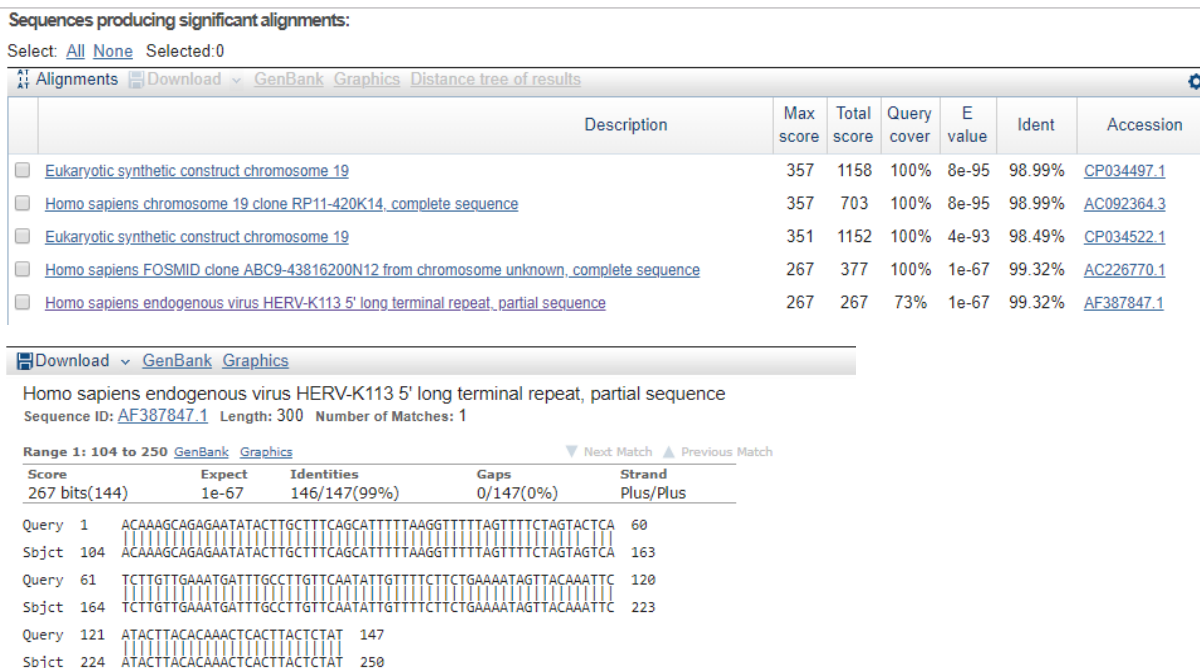 Sequences producing significant alignments:
Select: All None Selected:0
Alignments Download GenBank Graphics Distance tree of results
Description Max score Total score Query cover E value Ident Accession
Eukaryotic synthetic construct chromosome 19 357 1158 100% 8e-95 98.99% CP034497.1
Homo sapiens chromosome 19 clone RP11-420K14, complete sequence 357 703 100% 8e-95 98.99% AC092364.3
Eukaryotic synthetic construct chromosome 19 351 1152 100% 4e-93 98.49% CP034522.1
Homo sapiens FOSMID clone ABC9-43816200N12 from chromosome unknown, complete sequence 267 377 100% 1e-67 99.32% AC226770.1
Homo sapiens endogenous virus HERV-K113 5' long terminal repeat, partial sequence 267 267 73% 1e-67 99.32% AF387847.1
Download GenBank Graphics
Homo sapiens endogenous virus HERV-K113 5' long terminal repeat, partial sequence
Sequence ID: AF387847.1 Length: 300 Number of Matches: 1
Range 1: 104 to 250 GenBank Graphics Next Match Previous Match
Score Expect Identities Gaps Strand
267 bits(144) 1e-67 146/147(99%) 0/147(0%) Plus/Plus
Query 1 ACAAAGCAGAGAATATACTTGCTTTCAGCATTTTTAAGGTTTTTAGTTTTCTAGTACTCA 60
Sbjct 104 ACAAAGCAGAGAATATACTTGCTTTCAGCATTTTTAAGGTTTTTAGTTTTCTAGTAGTCA 163
Query 61 TCTTGTTGAAATGATTTGCCTTGTTCAATATTGTTTTCTTCTGAAAATAGTTACAAATTC 120
Sbjct 164 TCTTGTTGAAATGATTTGCCTTGTTCAATATTGTTTTCTTCTGAAAATAGTTACAAATTC 223
Query 121 ATACTTACACAAACTCACTTACTCTAT 147
Sbjct 224 ATACTTACACAAACTCACTTACTCTAT 250